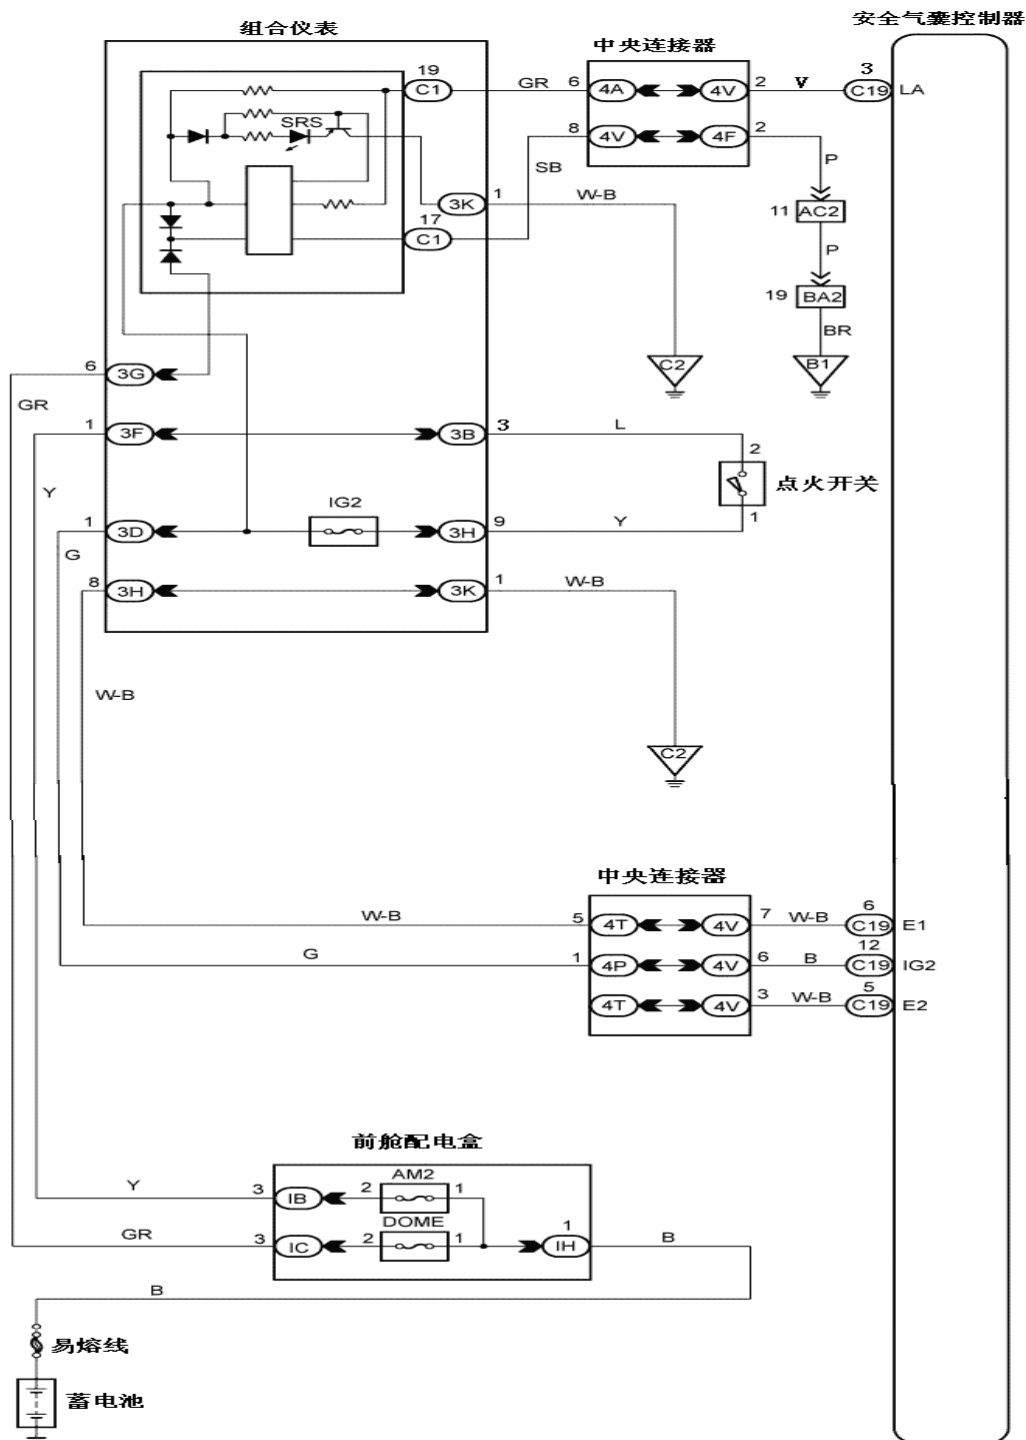 安全气囊控制器
组合仪表
中央连接器
19
C1
GR
6
4A
4V
2
V
3
C19
LA
SRS
8
4V
4F
2
P
SB
3K
1
W-B
11
AC2
17
C1
P
19
BA2
BR
C2
B1
6
3G
GR
1
3F
3B
3
L
2
点火开关
Y
IG2
1
1
3D
3H
9
Y
G
8
3H
3K
1
W-B
W-B
C2
中央连接器
W-B
5
4T
4V
7
W-B
6
C19
E1
G
1
4P
4V
6
B
12
C19
IG2
4T
4V
3
W-B
5
C19
E2
前舱配电盒
AM2
Y
3
IB
2
1
DOME
GR
3
IC
2
1
1
IH
B
B
易熔线
蓄电池